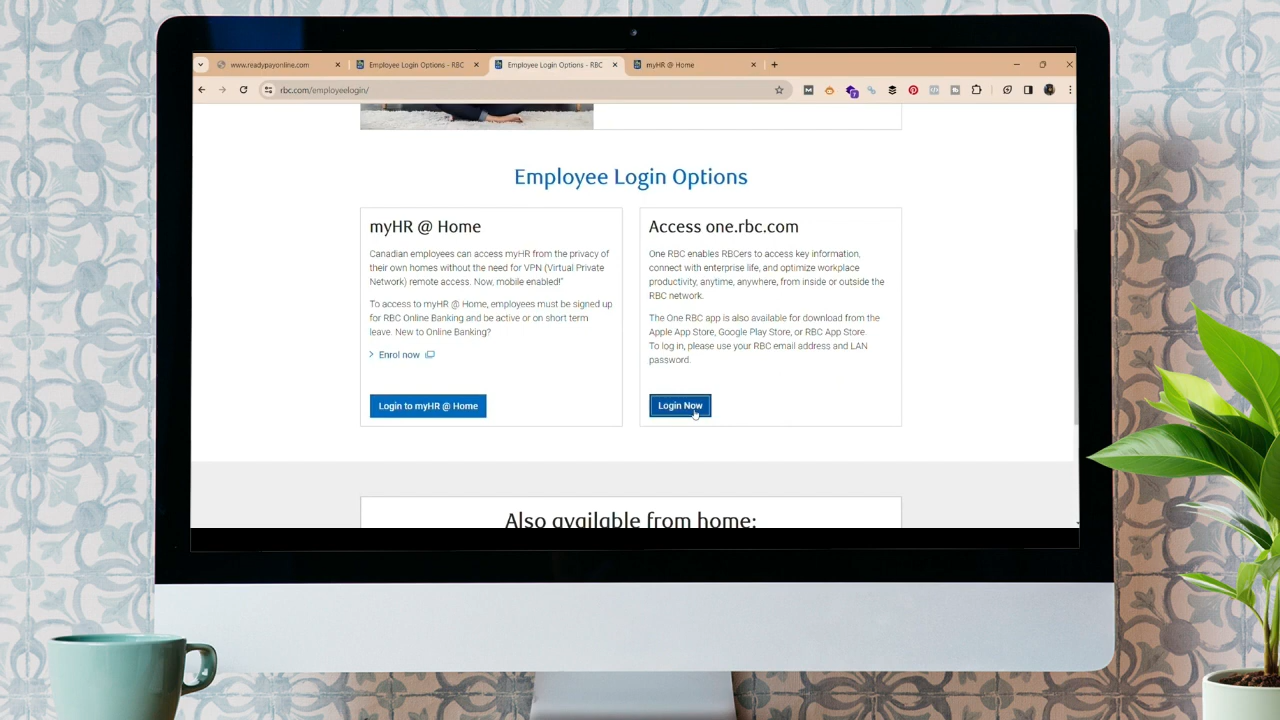 www.readypayonline.com
Employee Login Options - RBC
Employee Login Options - RBC
myHR @ Home
rbc.com/employeelogin/
7
Employee Login Options
myHR @ Home
Canadian employees can access myHR from the privacy of
their own homes without the need for VPN (Virtual Private
Network) remote access. Now, mobile enabled!"
To access to myHR @ Home, employees must be signed up
for RBC Online Banking and be active or on short term
leave. New to Online Banking?
Enrol now
Login to myHR @ Home
Access one.rbc.com
One RBC enables RBCers to access key information,
connect with enterprise life, and optimize workplace
productivity, anytime, anywhere, from inside or outside the
RBC network.
The One RBC app is also available for download from the
Apple App Store, Google Play Store, or RBC App Store.
To log in, please use your RBC email address and LAN
password.
Login Now
Also available from home: